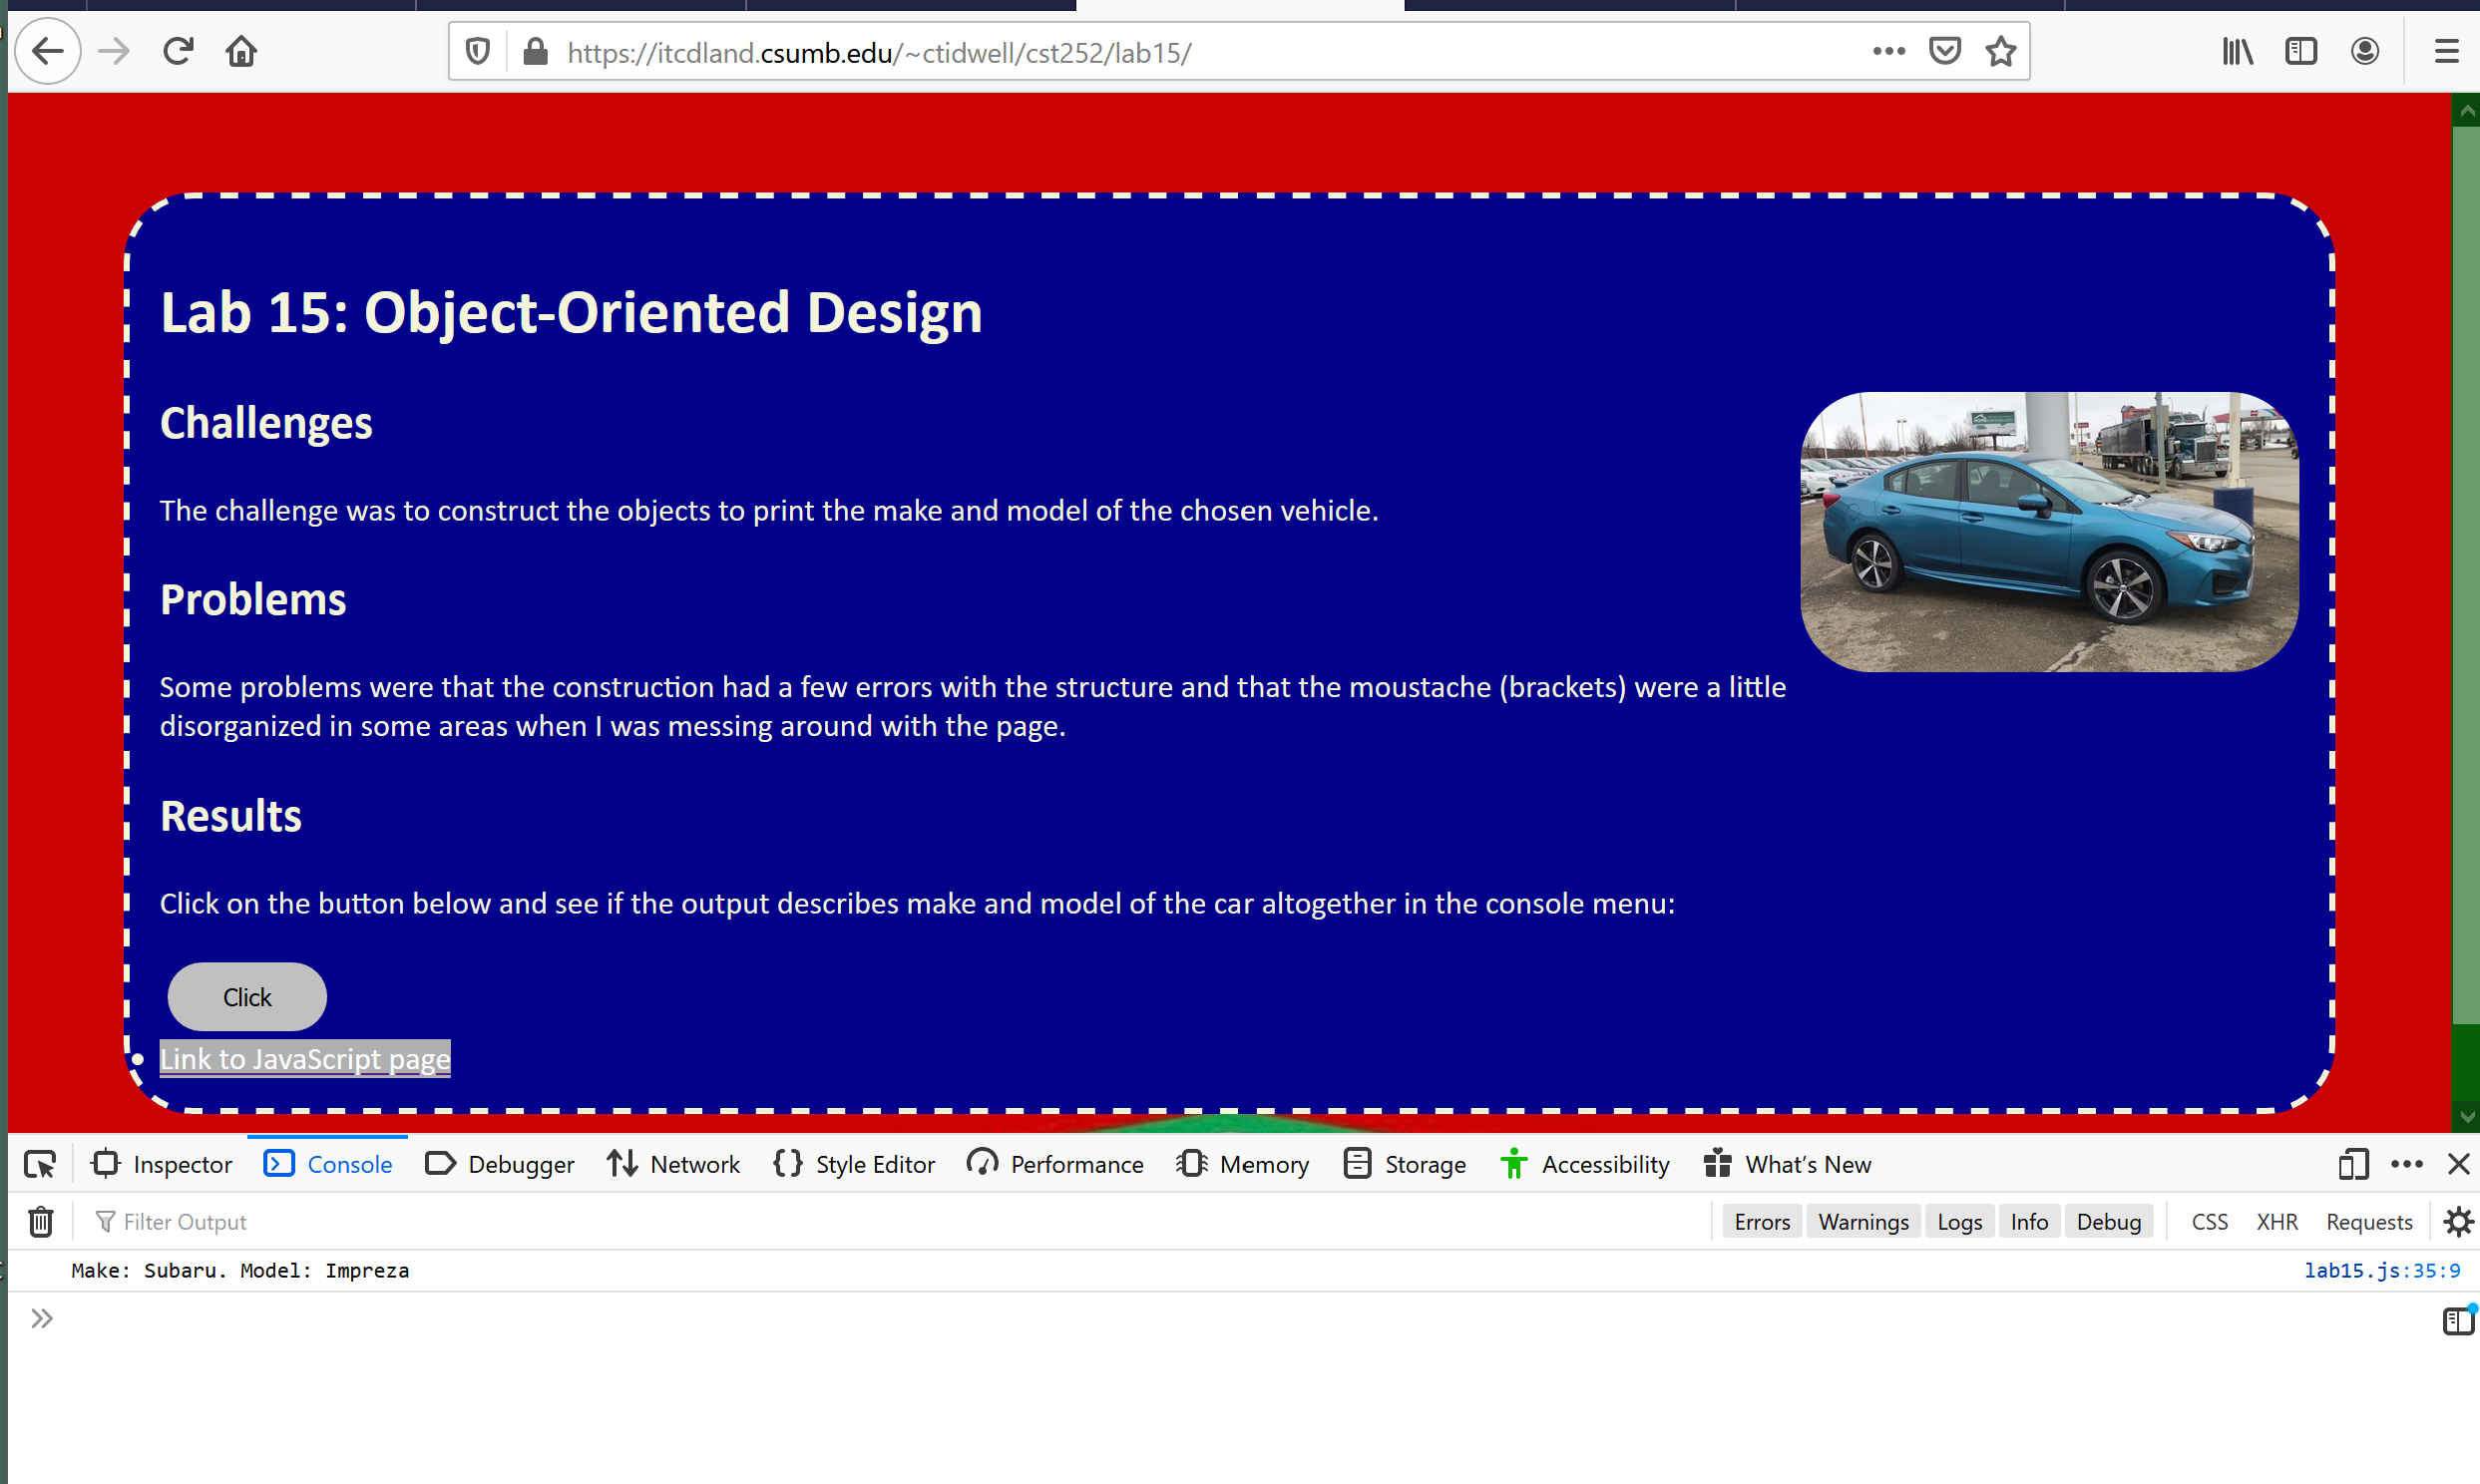 https://itcdland.csumb.edu/~ctidwell/cst252/lab15/
Lab 15: Object-Oriented Design
Challenges
The challenge was to construct the objects to print the make and model of the chosen vehicle.
Problems
Some problems were that the construction had a few errors with the structure and that the moustache (brackets) were a little
disorganized in some areas when I was messing around with the page.
Results
Click on the button below and see if the output describes make and model of the car altogether in the console menu:
Click
Link to JavaScript page
Inspector Console Debugger Network Style Editor Performance Memory Storage Accessibility What's New
Filter Output Errors Warnings Logs Info Debug CSS XHR Requests
Make: Subaru. Model: Impreza lab15.js:35:9